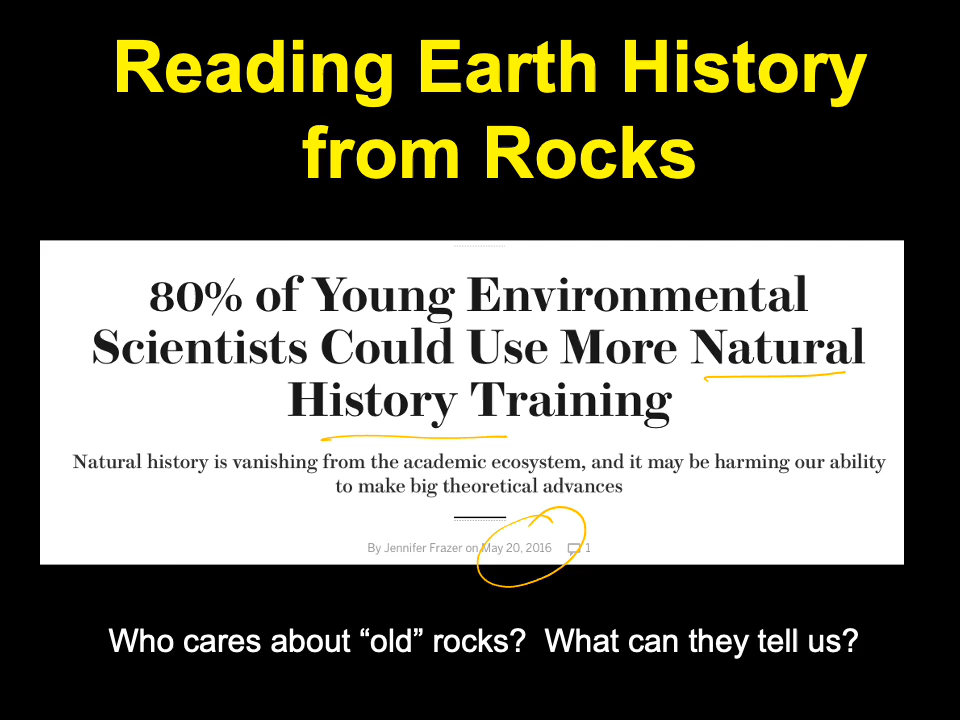 Reading Earth History
from Rocks
80% of Young Environmental
Scientists Could Use More Natural
History Training
Natural history is vanishing from the academic ecosystem, and it may be harming our ability
to make big theoretical advances
By Jennifer Frazer on May 20, 2016 1
Who cares about “old” rocks? What can they tell us?